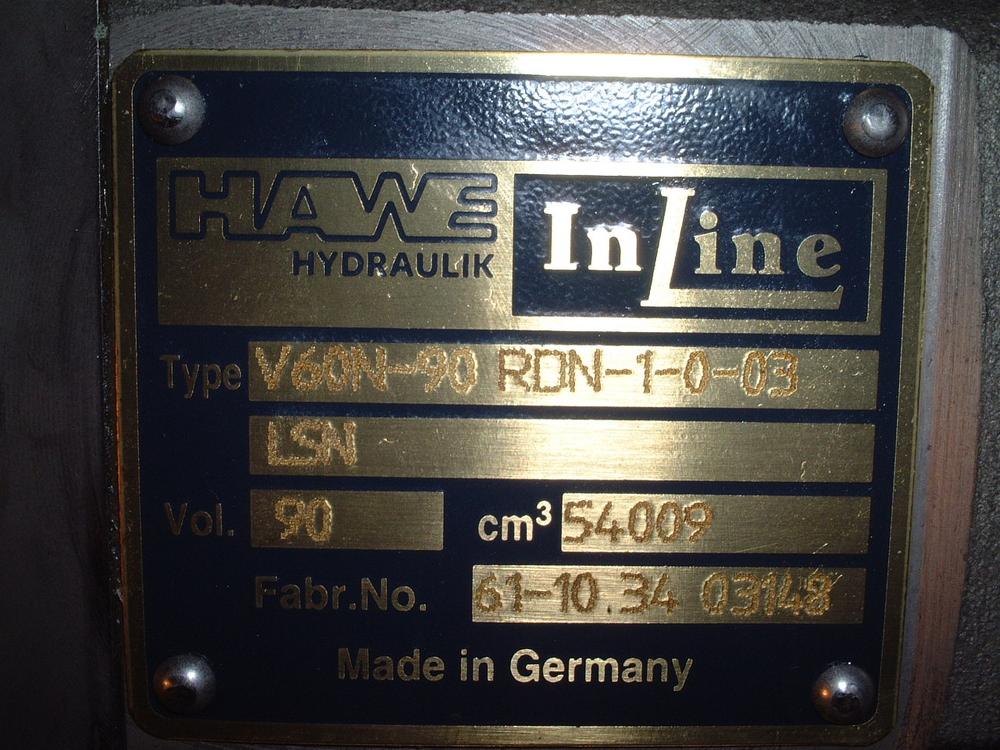 HAWE
HYDRAULIK
InLine
Type V60N-90 RDN-1-0-03
LSN
Vol. 90 cm³ 54009
Fabr.No. 61-10.34 03148
Made in Germany